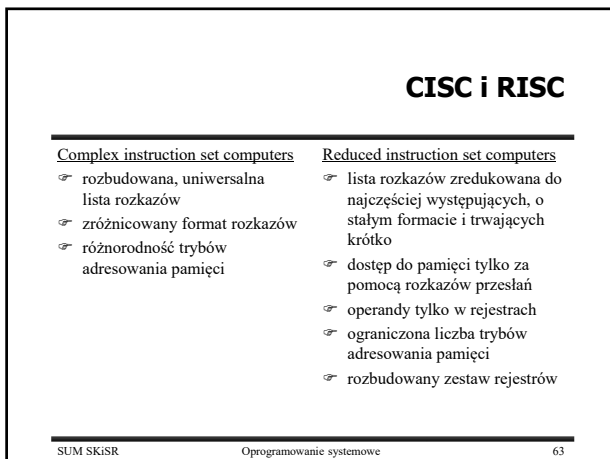 CISC i RISC
Complex instruction set computers
☞ rozbudowana, uniwersalna
lista rozkazów
☞ zróżnicowany format rozkazów
☞ różnorodność trybów
adresowania pamięci
Reduced instruction set computers
☞ lista rozkazów zredukowana do
najczęściej występujących, o
stałym formacie i trwających
krótko
☞ dostęp do pamięci tylko za
pomocą rozkazów przesłań
☞ operandy tylko w rejestrach
☞ ograniczona liczba trybów
adresowania pamięci
☞ rozbudowany zestaw rejestrów
SUM SKiSR Oprogramowanie systemowe 63